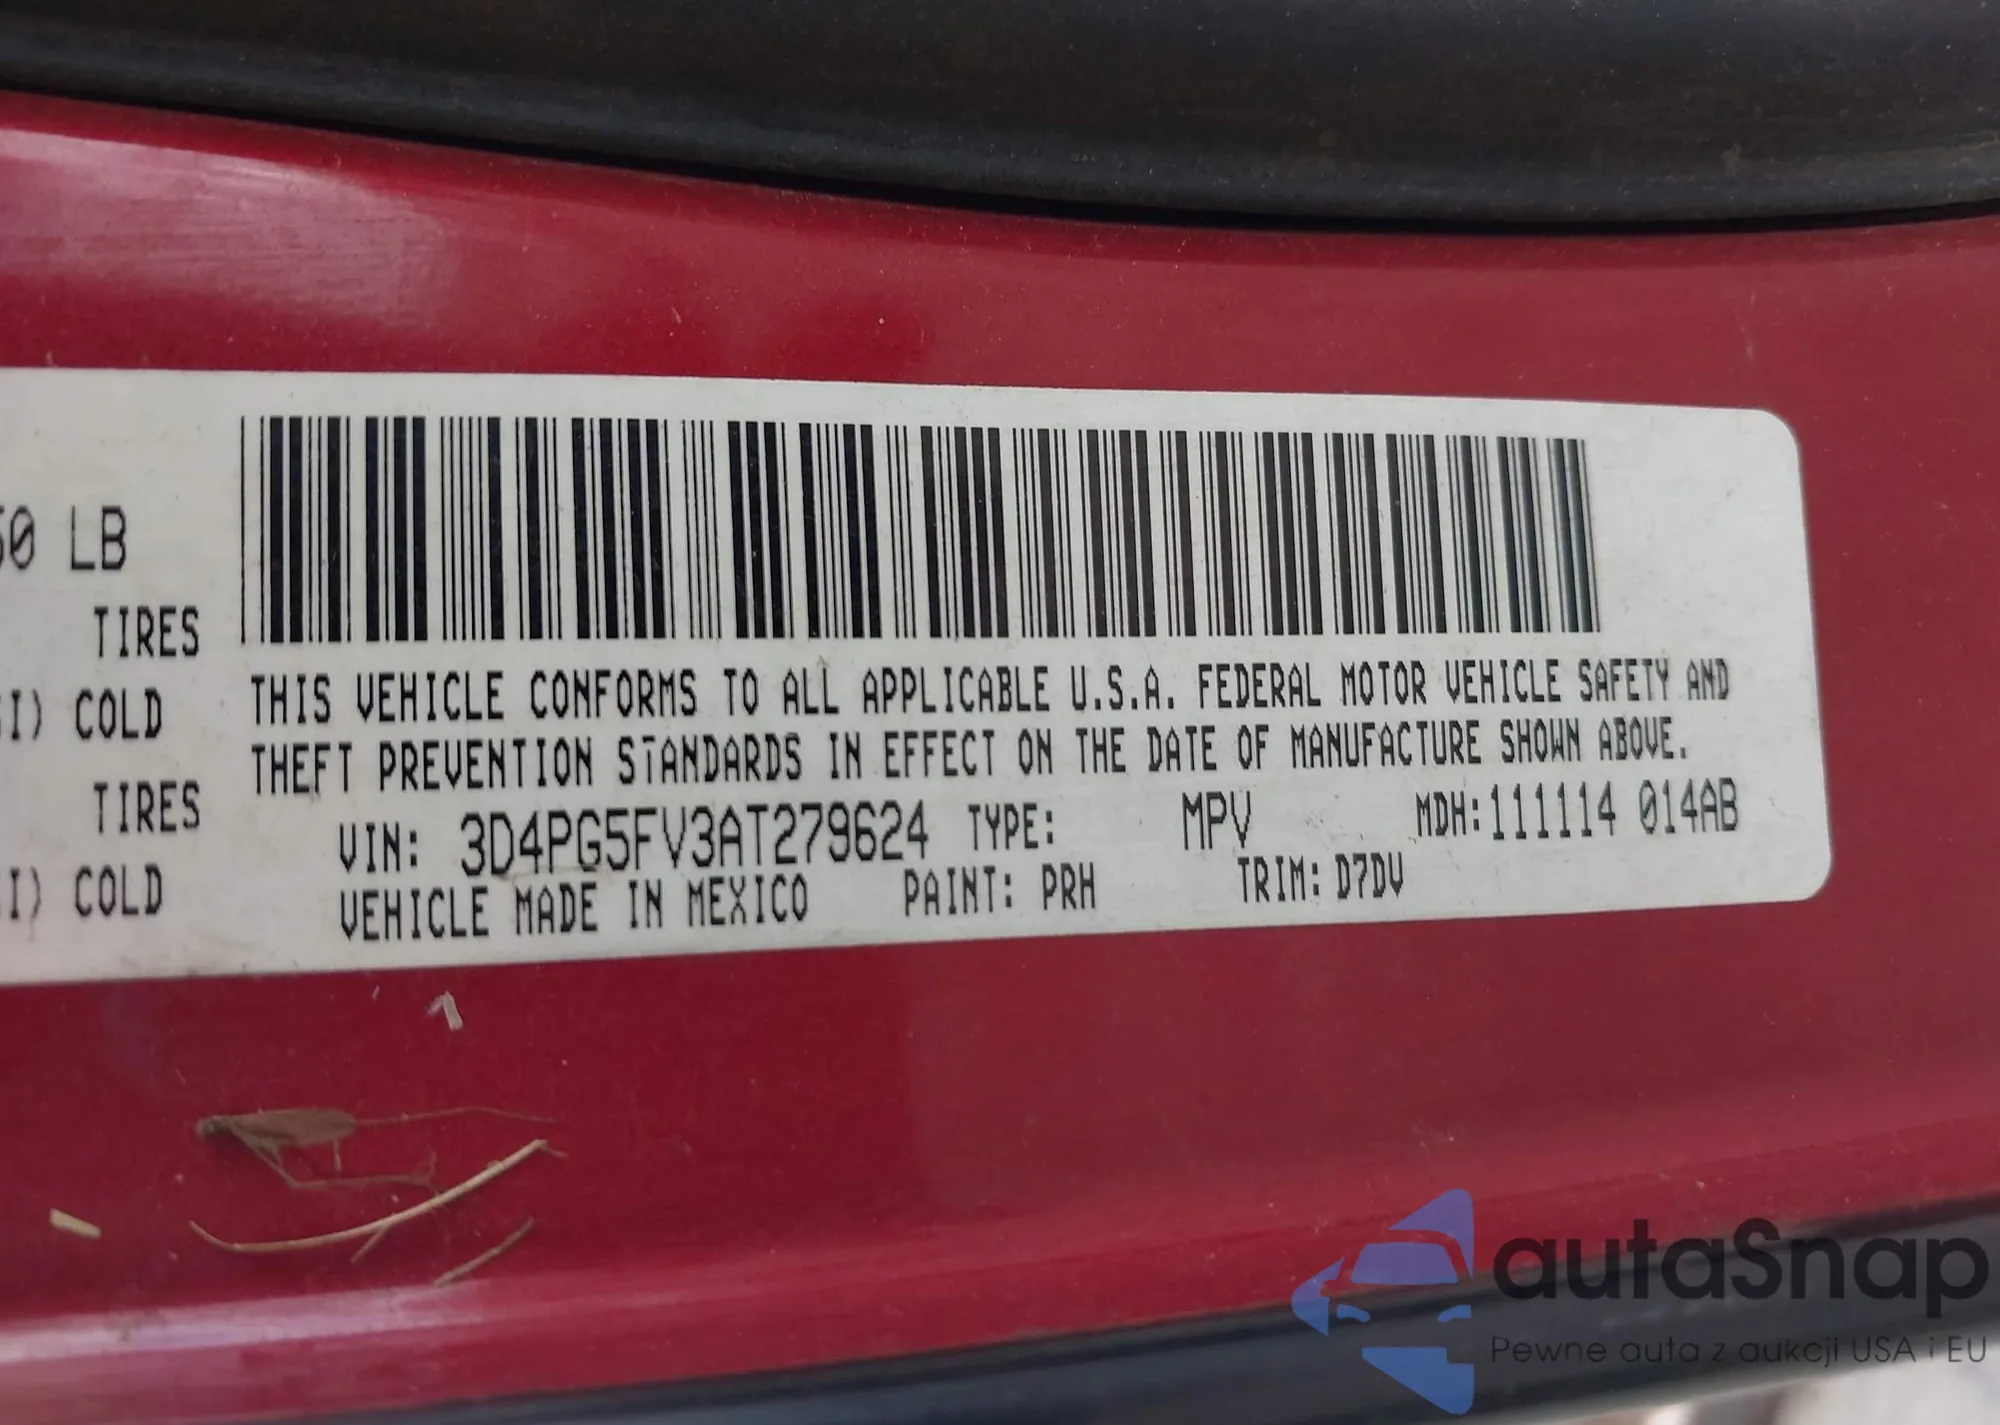 50 LB
TIRES
SI) COLD
TIRES
SI) COLD
THIS VEHICLE CONFORMS TO ALL APPLICABLE U.S.A. FEDERAL MOTOR VEHICLE SAFETY AND
THEFT PREVENTION STANDARDS IN EFFECT ON THE DATE OF MANUFACTURE SHOWN ABOVE.
VIN: 3D4PG5FV3AT279624 TYPE: MPV MDH:111114 014AB
VEHICLE MADE IN MEXICO PAINT: PRH TRIM: D7DV
autaSnap
Pewne auta z aukcji USA i EU